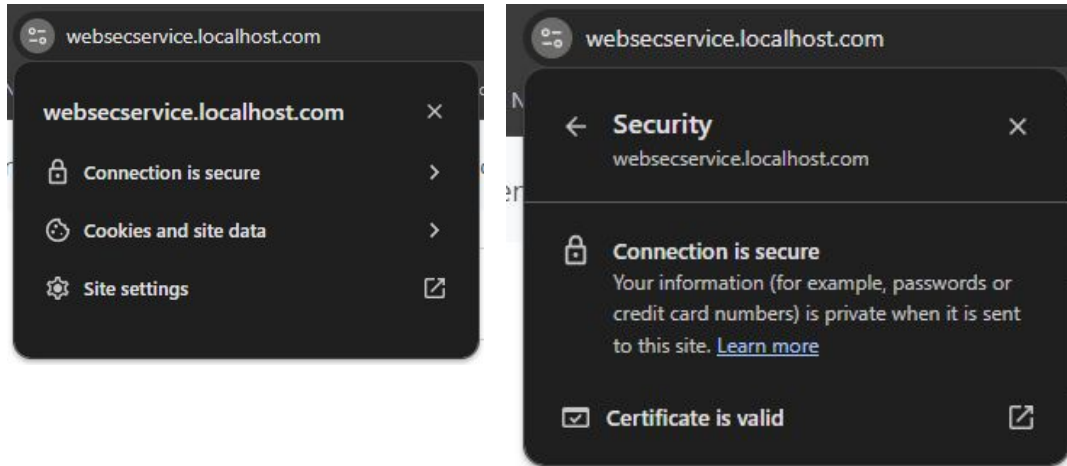 websecservice.localhost.com
websecservice.localhost.com
Connection is secure
Cookies and site data
Site settings
websecservice.localhost.com
Security
websecservice.localhost.com
Connection is secure
Your information (for example, passwords or
credit card numbers) is private when it is sent
to this site. Learn more
Certificate is valid